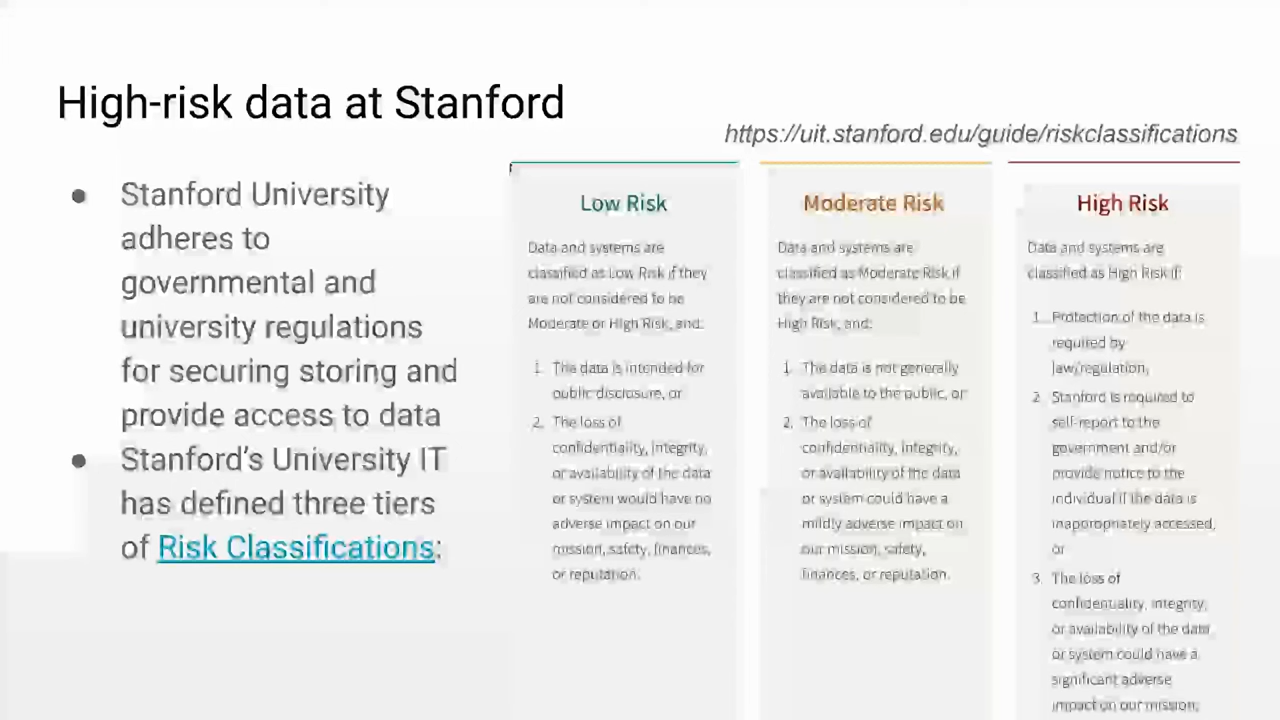 High-risk data at Stanford
https://uit.stanford.edu/guide/riskclassifications
● Stanford University
adheres to
governmental and
university regulations
for securing storing and
provide access to data
● Stanford's University IT
has defined three tiers
of Risk Classifications:
Low Risk
Data and systems are
classified as Low Risk if they
are not considered to be
Moderate or High Risk, and:
1. The data is intended for
public disclosure, or
2. The loss of
confidentiality, integrity,
or availability of the data
or system would have no
adverse impact on our
mission, safety, finances,
or reputation.
Moderate Risk
Data and systems are
classified as Moderate Risk if
they are not considered to be
High Risk, and:
1. The data is not generally
available to the public, or
2. The loss of
confidentiality, integrity,
or availability of the data
or system could have a
mildly adverse impact on
our mission, safety,
finances, or reputation.
High Risk
Data and systems are
classified as High Risk if:
1. Protection of the data is
required by
law/regulation,
2. Stanford is required to
self-report to the
government and/or
provide notice to the
individual if the data is
inappropriately accessed,
or
3. The loss of
confidentiality, integrity,
or availability of the data
or system could have a
significant adverse
impact on our mission,